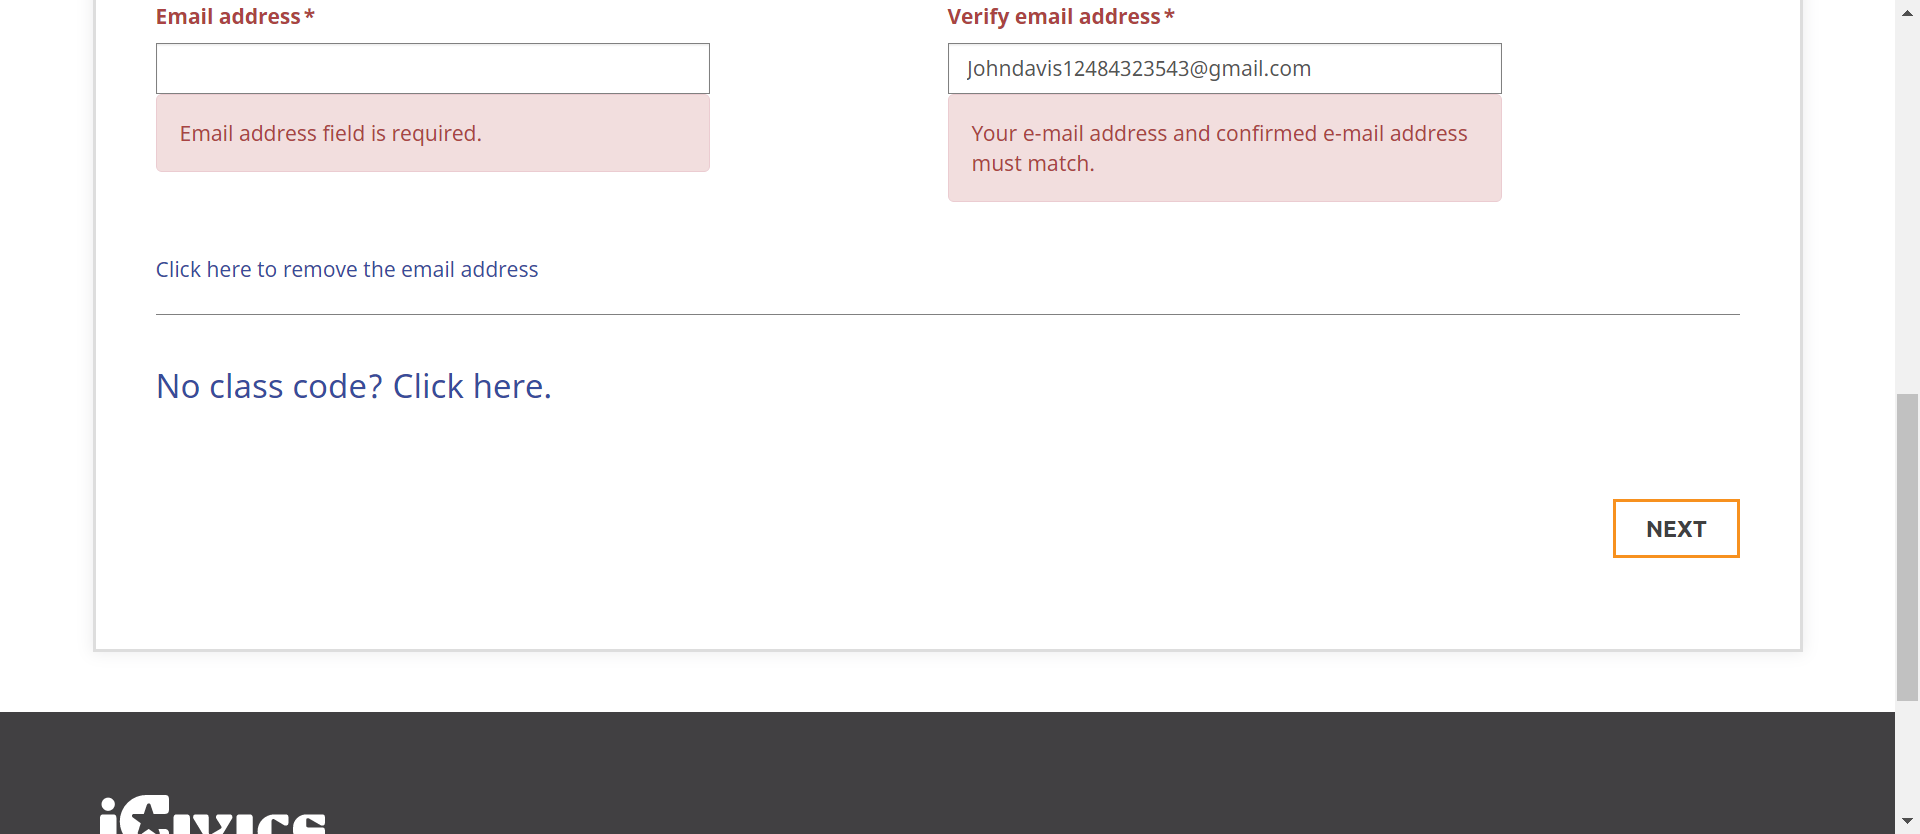 Email address*
Verify email address*
Johndavis12484323543@gmail.com
Email address field is required.
Your e-mail address and confirmed e-mail address
must match.
Click here to remove the email address
No class code? Click here.
NEXT
iCivics